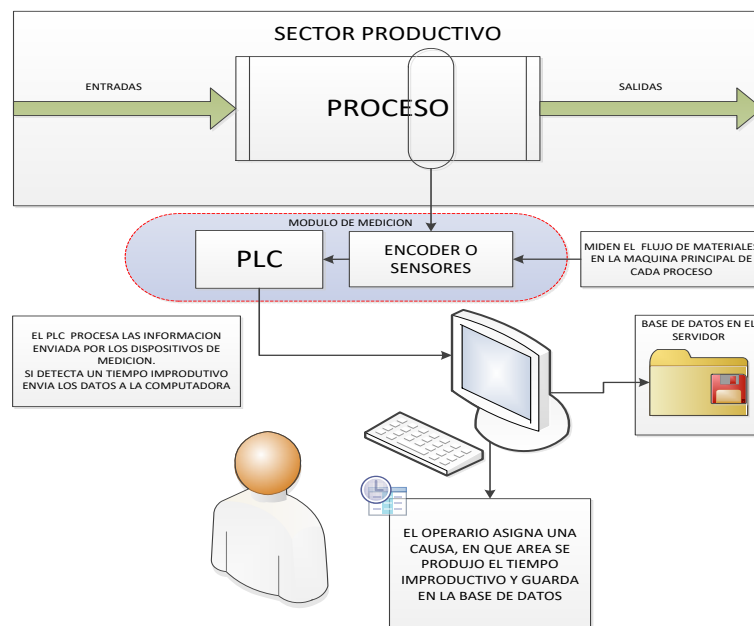 SECTOR PRODUCTIVO
ENTRADAS
PROCESO
SALIDAS
MODULO DE MEDICION
PLC
ENCODER O
SENSORES
MIDEN EL FLUJO DE MATERIALES
EN LA MAQUINA PRINCIPAL DE
CADA PROCESO
EL PLC PROCESA LAS INFORMACION
ENVIADA POR LOS DISPOSITIVOS DE
MEDICION.
SI DETECTA UN TIEMPO IMPRODUTIVO
ENVIA LOS DATOS A LA COMPUTADORA
BASE DE DATOS EN EL
SERVIDOR
EL OPERARIO ASIGNA UNA
CAUSA, EN QUE AREA SE
PRODUJO EL TIEMPO
IMPRODUCTIVO Y GUARDA
EN LA BASE DE DATOS